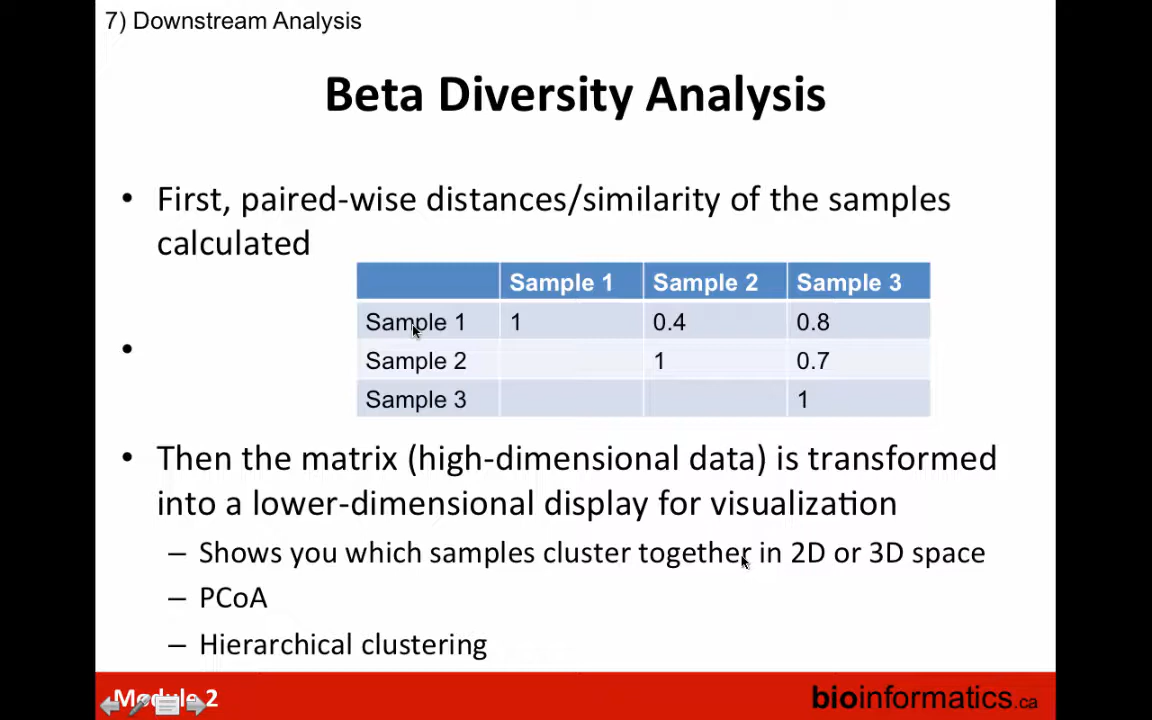 7) Downstream Analysis
Beta Diversity Analysis
• First, paired-wise distances/similarity of the samples
calculated
Sample 1 Sample 2 Sample 3
Sample 1 1 0.4 0.8
Sample 2 1 0.7
Sample 3 1
•
• Then the matrix (high-dimensional data) is transformed
into a lower-dimensional display for visualization
– Shows you which samples cluster together in 2D or 3D space
– PCoA
– Hierarchical clustering
Module 2
bioinformatics.ca